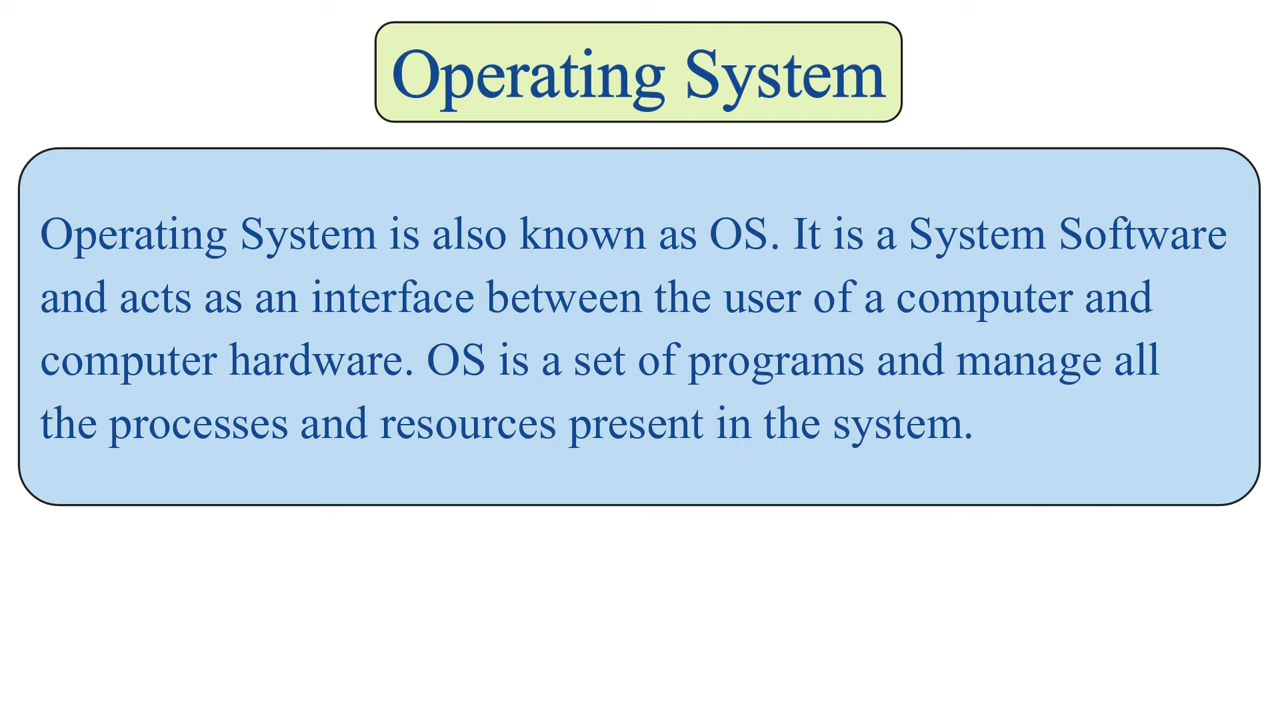 Operating System
Operating System is also known as OS. It is a System Software
and acts as an interface between the user of a computer and
computer hardware. OS is a set of programs and manage all
the processes and resources present in the system.